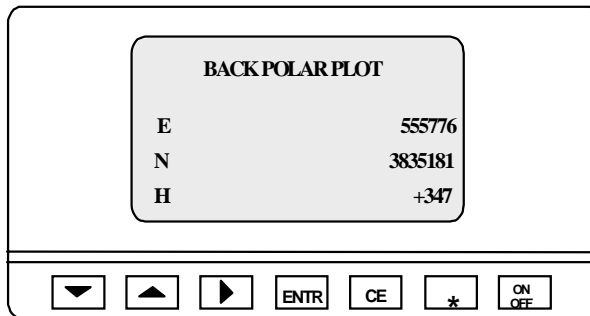 BACK POLAR PLOT
E 555776
N 3835181
H +347
ENTR CE * ON
OFF